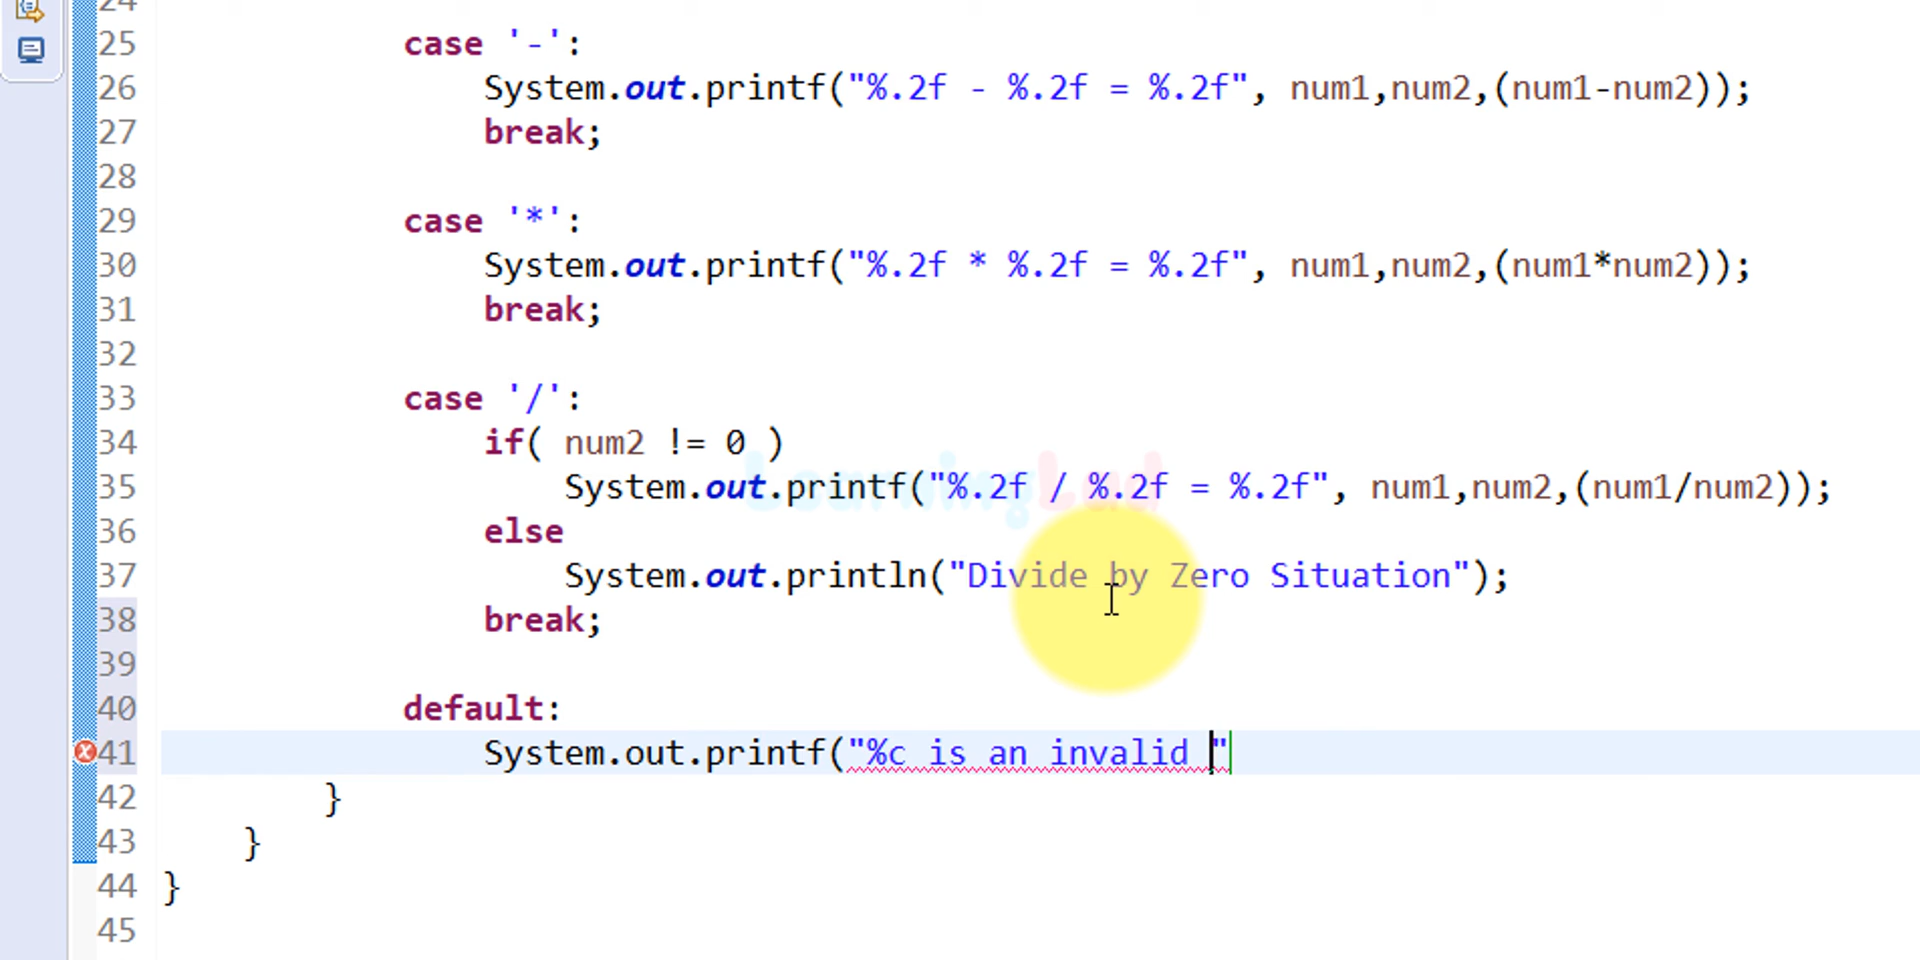 24
25 case '-':
26 System.out.printf("%.2f - %.2f = %.2f", num1,num2,(num1-num2));
27 break;
28
29 case '*':
30 System.out.printf("%.2f * %.2f = %.2f", num1,num2,(num1*num2));
31 break;
32
33 case '/':
34 if( num2 != 0 )
LearningLad
35 System.out.printf("%.2f / %.2f = %.2f", num1,num2,(num1/num2));
36 else
37 System.out.println("Divide by Zero Situation");
38 break;
39
40 default:
41 System.out.printf("%c is an invalid "
42 }
43 }
44 }
45